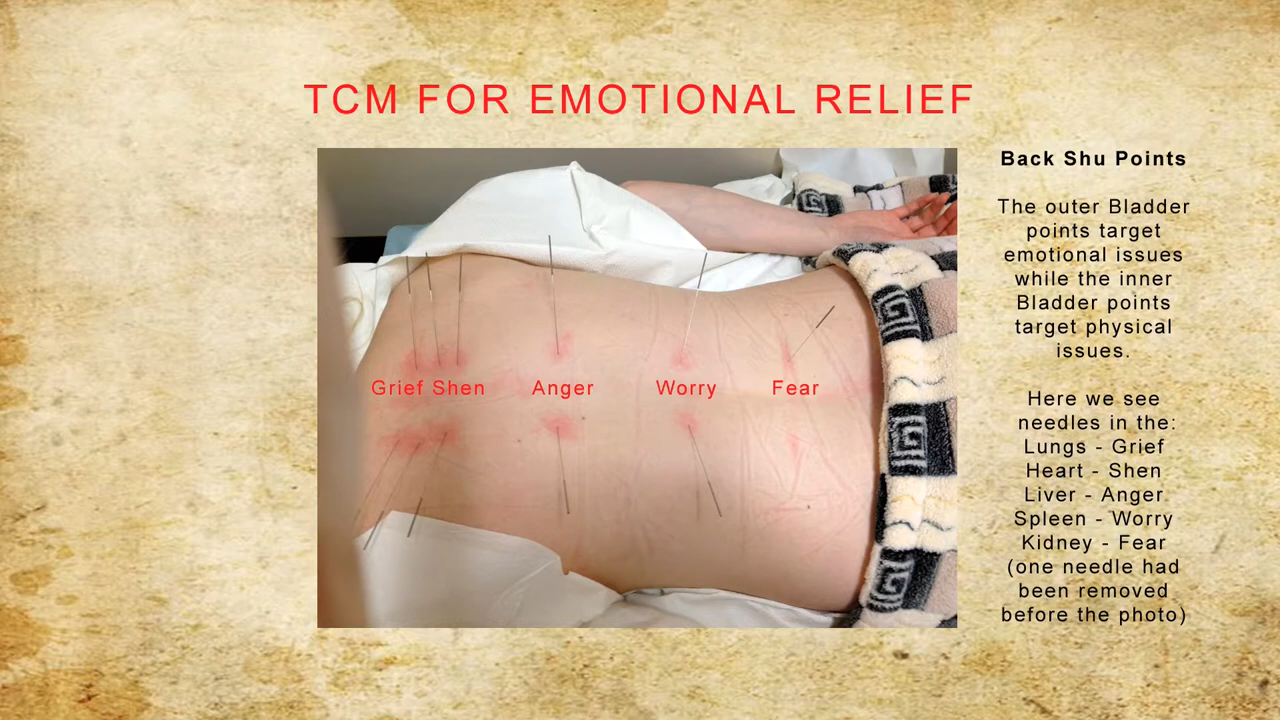 TCM FOR EMOTIONAL RELIEF
Grief Shen Anger Worry Fear
Back Shu Points
The outer Bladder
points target
emotional issues
while the inner
Bladder points
target physical
issues.
Here we see
needles in the:
Lungs - Grief
Heart - Shen
Liver - Anger
Spleen - Worry
Kidney - Fear
(one needle had
been removed
before the photo)